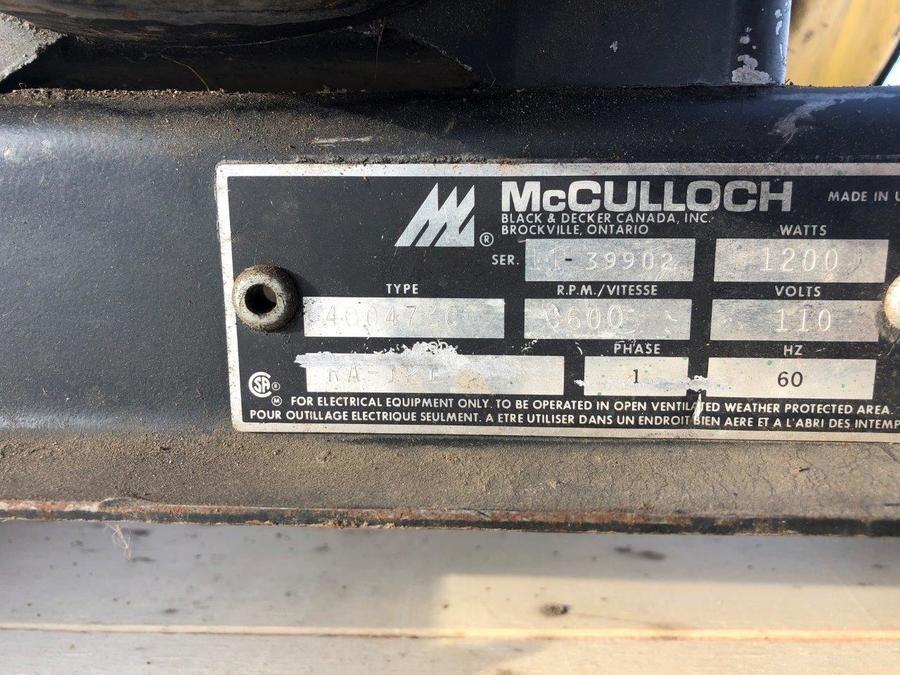 McCULLOCH MADE IN U
BLACK & DECKER CANADA, INC.
BROCKVILLE, ONTARIO
WATTS
SER. 39902 1200
TYPE R.P.M./VITESSE VOLTS
110
MOD. PHASE HZ
1 60
FOR ELECTRICAL EQUIPMENT ONLY. TO BE OPERATED IN OPEN VENTILATED WEATHER PROTECTED AREA.
POUR OUTILLAGE ELECTRIQUE SEULMENT. A ETRE UTILISER DANS UN ENDROIT BIEN AERE ET A L'ABRI DES INTEMP